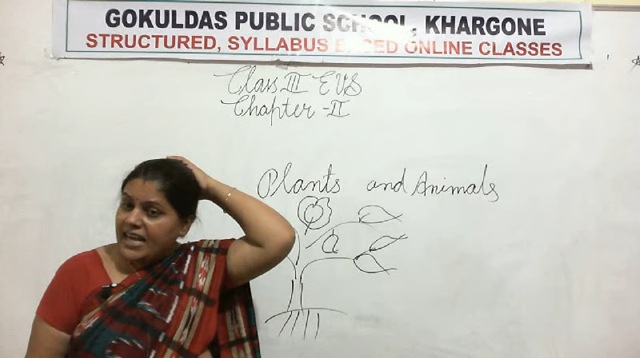 GOKULDAS PUBLIC SCHOOL, KHARGONE
STRUCTURED, SYLLABUS BASED ONLINE CLASSES
Class III EVS
Chapter - II
Plants and Animals